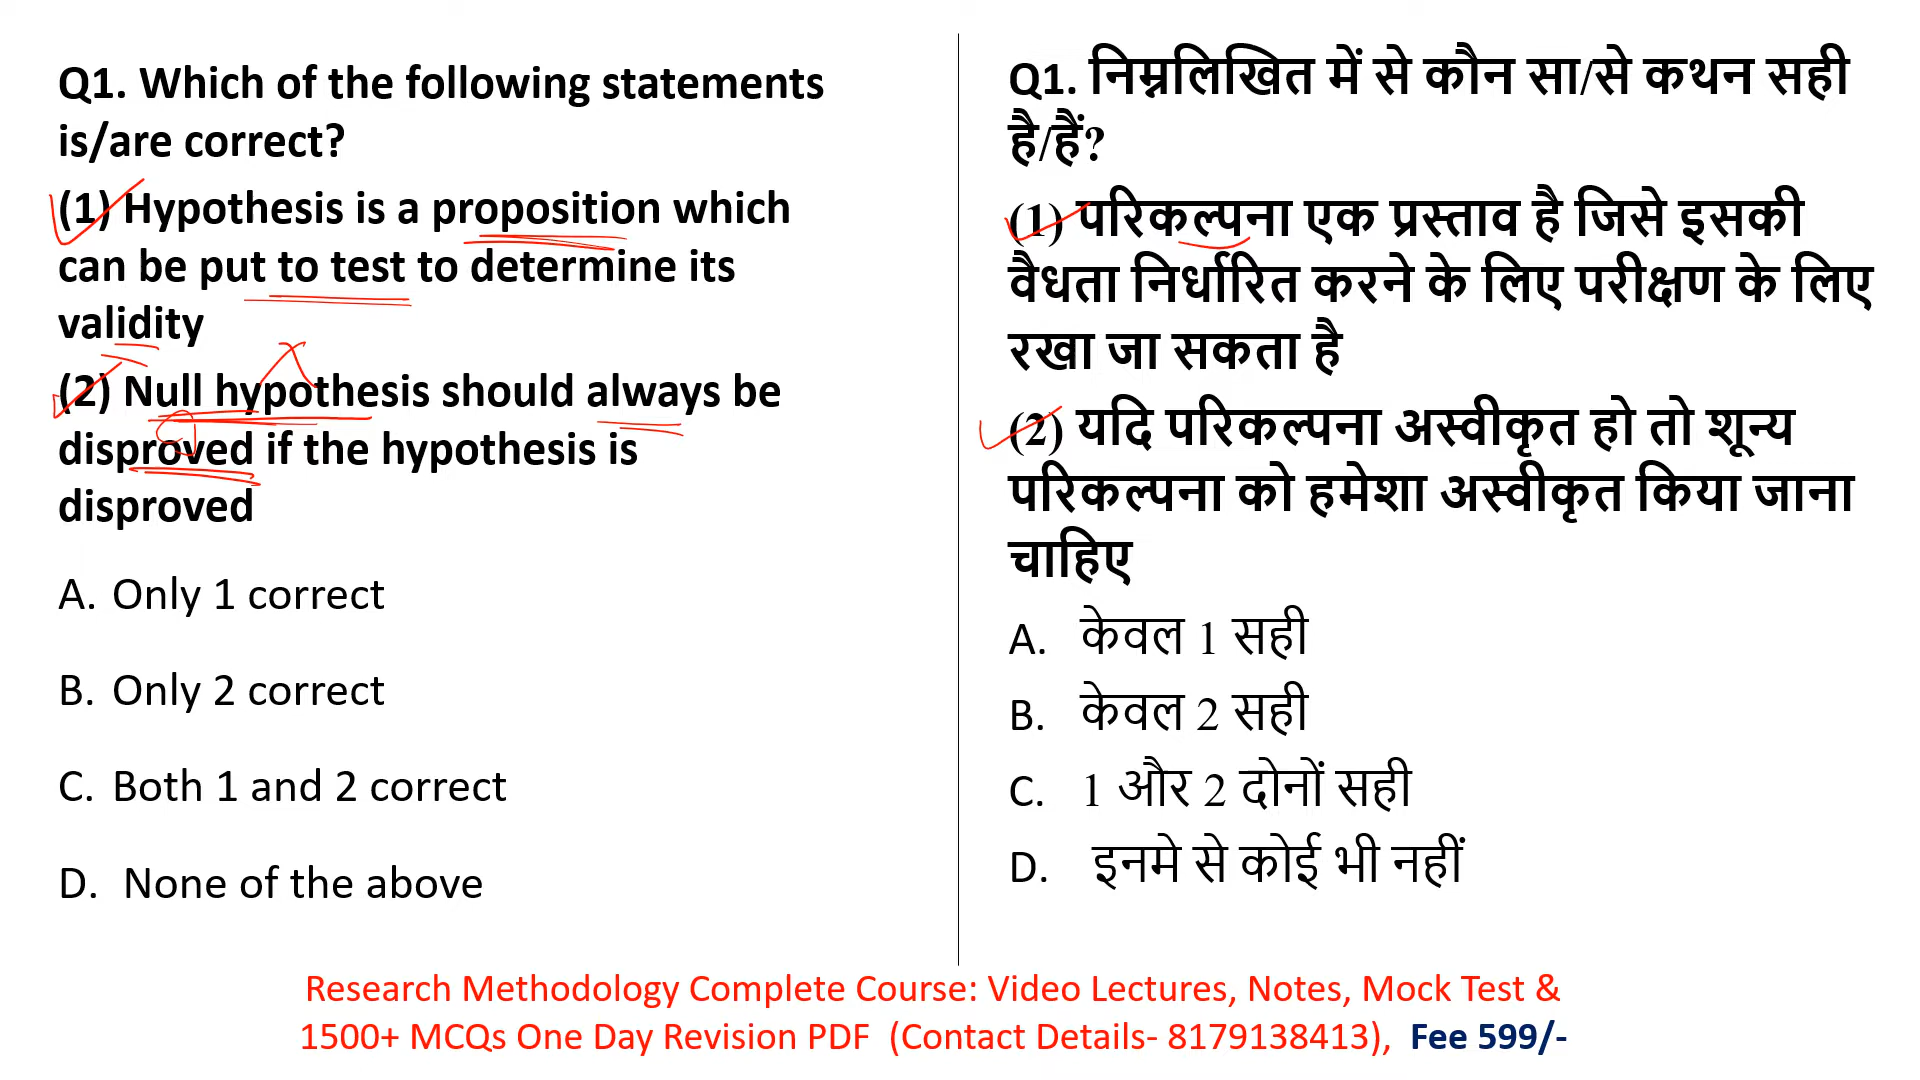 Q1. Which of the following statements
is/are correct?
(1) Hypothesis is a proposition which
can be put to test to determine its
validity
(2) Null hypothesis should always be
disproved if the hypothesis is
disproved
A. Only 1 correct
B. Only 2 correct
C. Both 1 and 2 correct
D. None of the above
Q1. निम्नलिखित में से कौन सा/से कथन सही
है/हैं?
(1) परिकल्पना एक प्रस्ताव है जिसे इसकी
वैधता निर्धारित करने के लिए परीक्षण के लिए
रखा जा सकता है
(2) यदि परिकल्पना अस्वीकृत हो तो शून्य
परिकल्पना को हमेशा अस्वीकृत किया जाना
चाहिए
A. केवल 1 सही
B. केवल 2 सही
C. 1 और 2 दोनों सही
D. इनमे से कोई भी नहीं
Research Methodology Complete Course: Video Lectures, Notes, Mock Test &
1500+ MCQs One Day Revision PDF (Contact Details- 8179138413), Fee 599/-